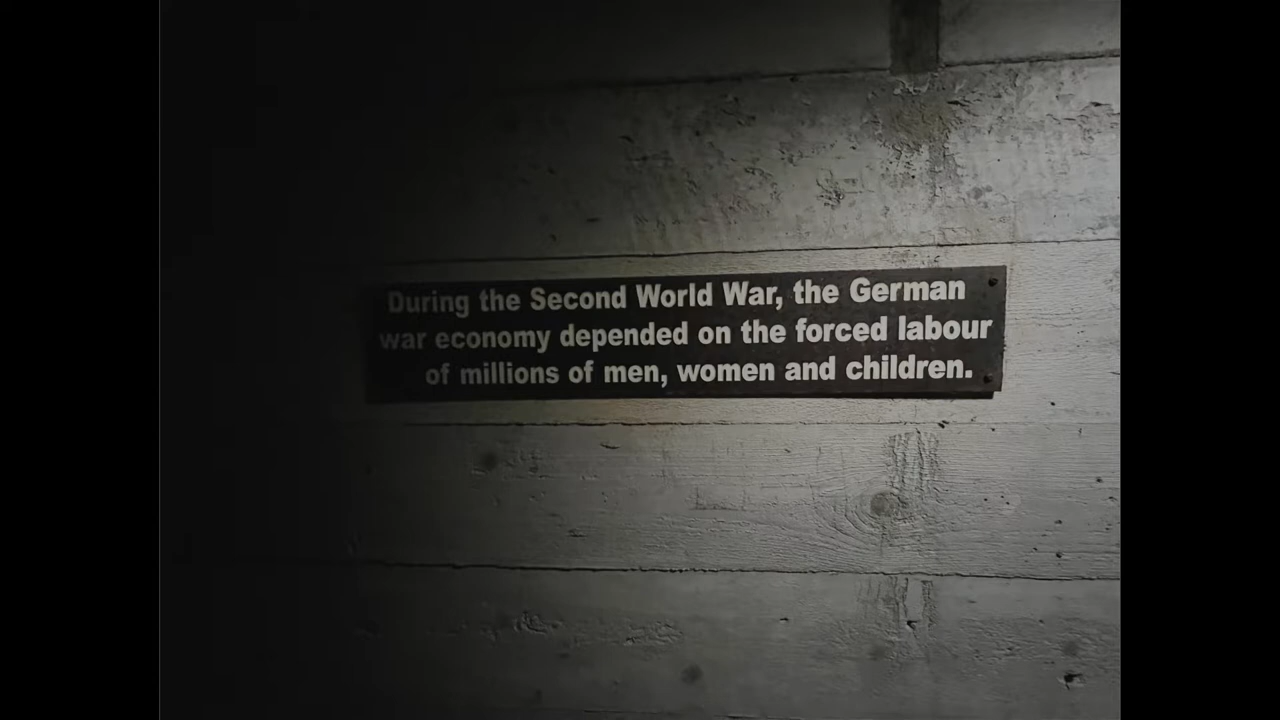 During the Second World War, the German
war economy depended on the forced labour
of millions of men, women and children.